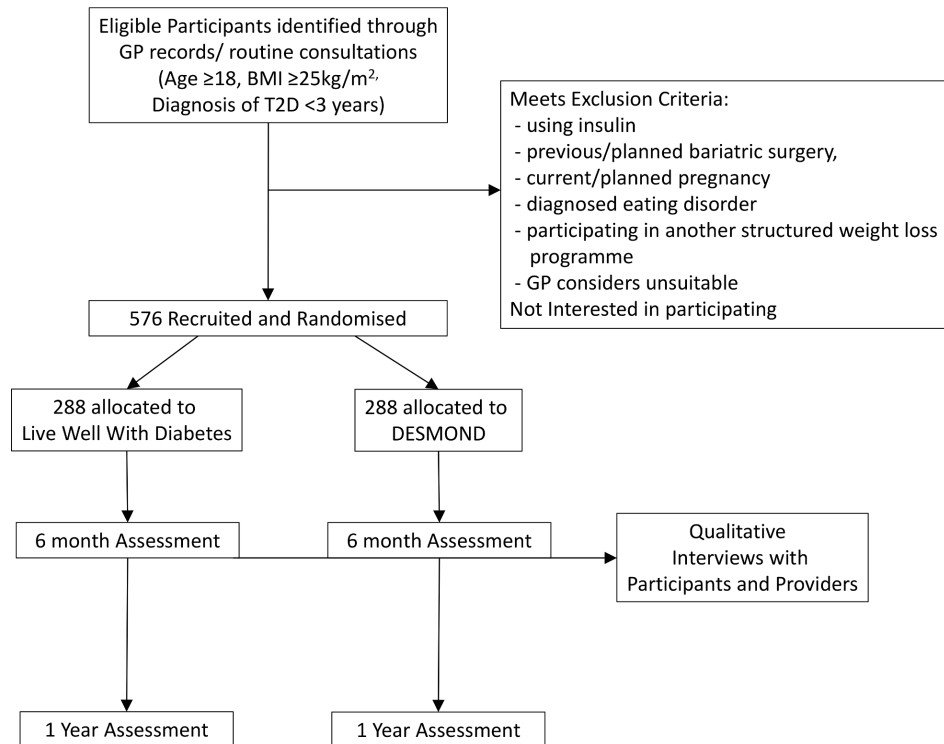 Eligible Participants identified through
GP records/ routine consultations
(Age ≥18, BMI ≥25kg/m²,
Diagnosis of T2D <3 years)
Meets Exclusion Criteria:
- using insulin
- previous/planned bariatric surgery,
- current/planned pregnancy
- diagnosed eating disorder
- participating in another structured weight loss
programme
- GP considers unsuitable
Not Interested in participating
576 Recruited and Randomised
288 allocated to
Live Well With Diabetes
288 allocated to
DESMOND
6 month Assessment
6 month Assessment
Qualitative
Interviews with
Participants and Providers
1 Year Assessment
1 Year Assessment